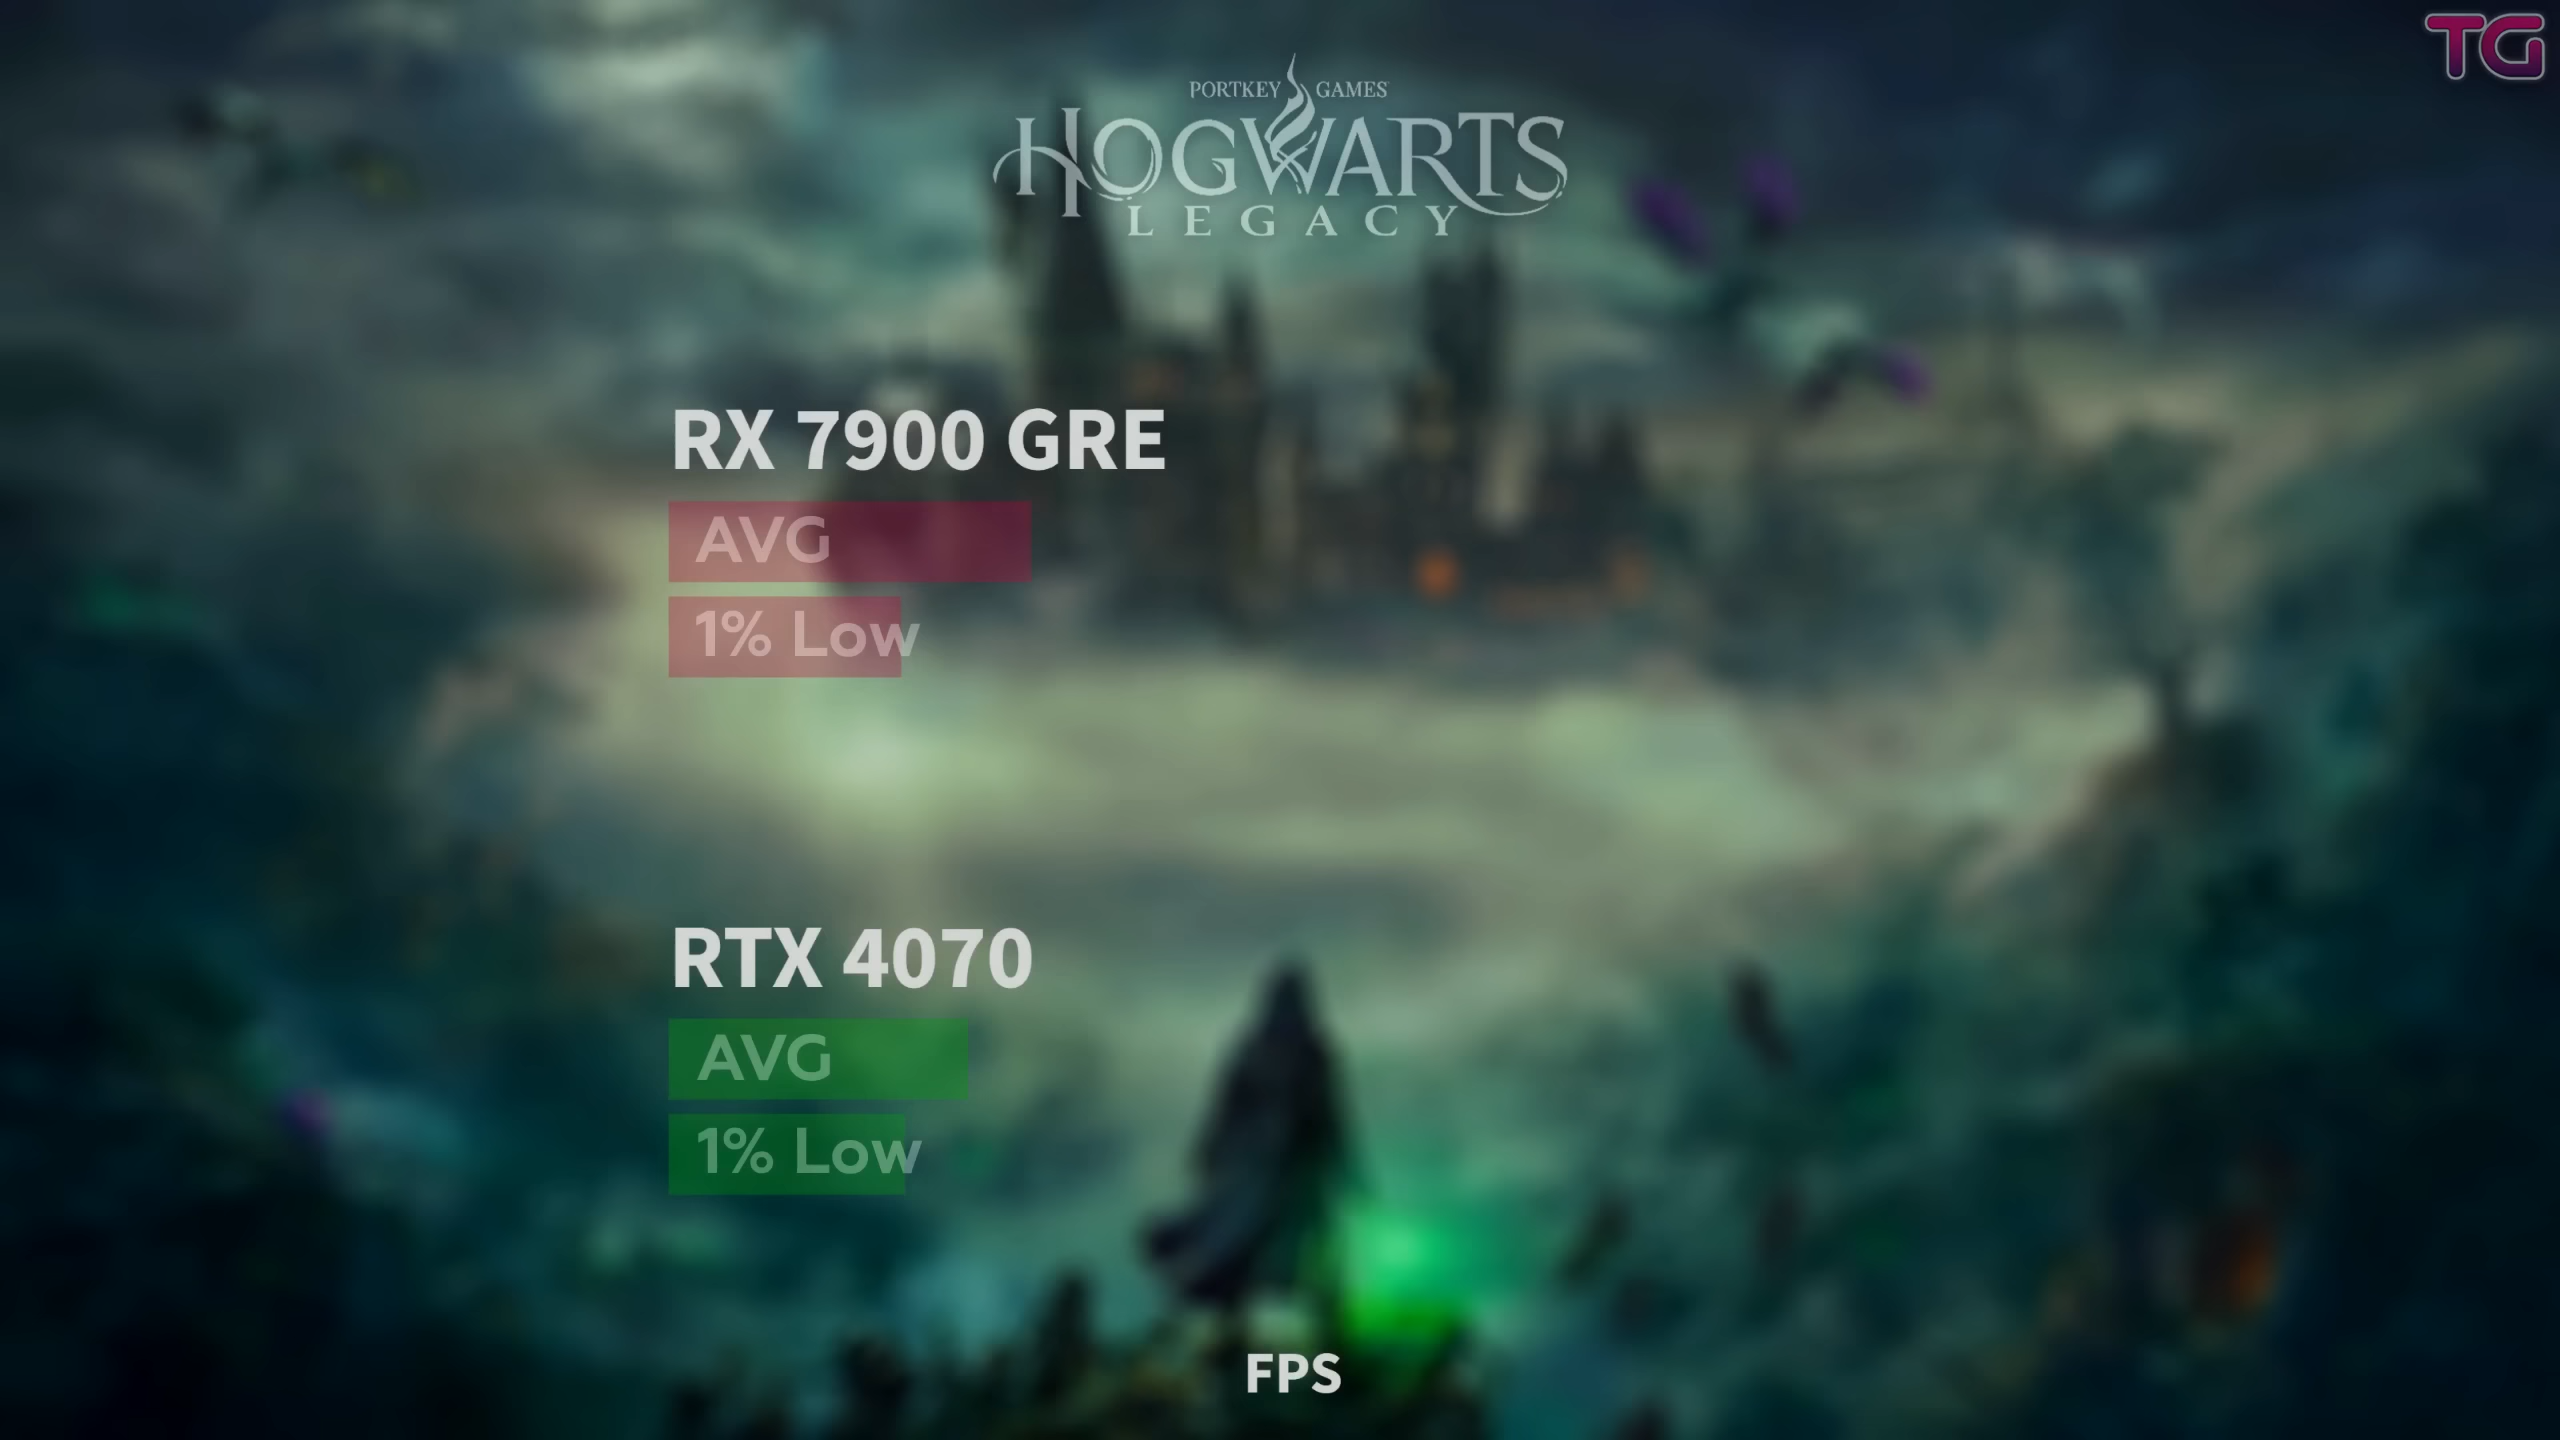 TG
PORTKEY GAMES
HOGWARTS
LEGACY
RX 7900 GRE
AVG
1% Low
RTX 4070
AVG
1% Low
FPS